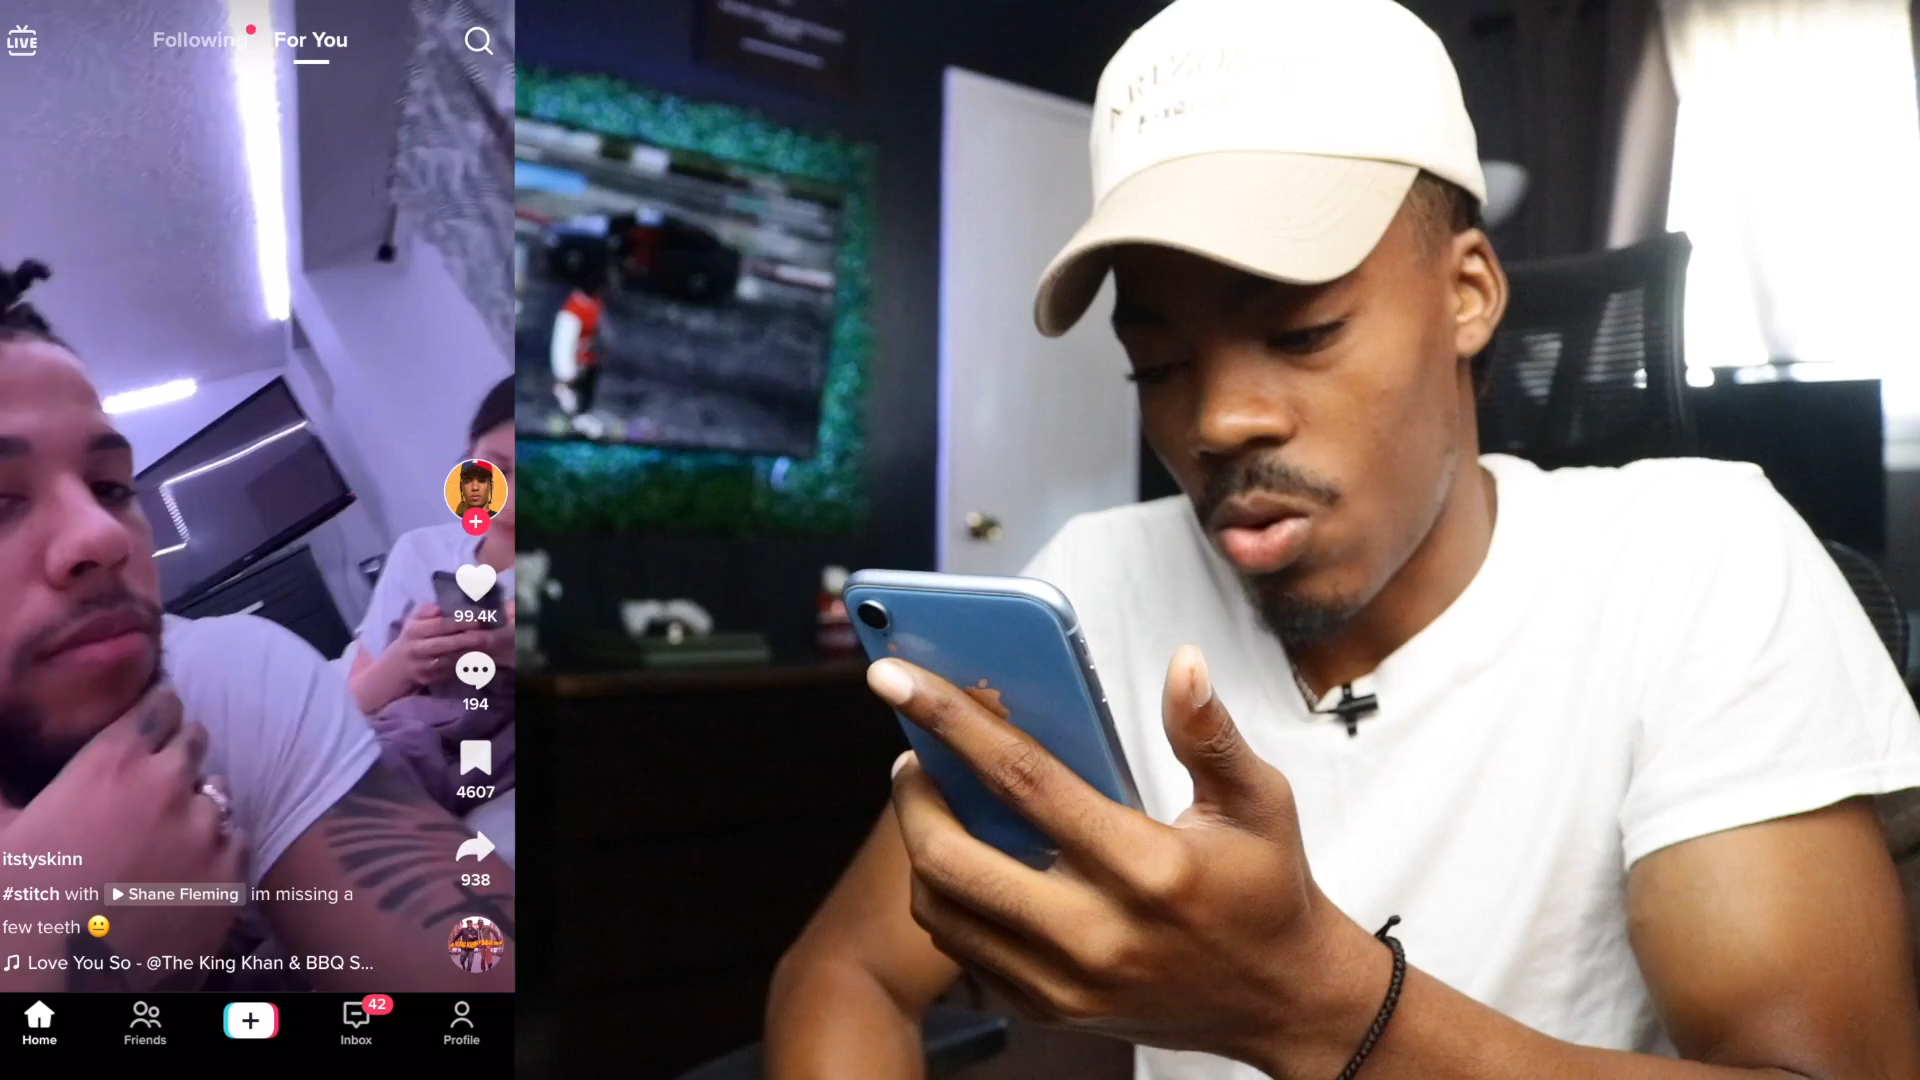 LIVE
Following
For You
99.4K
194
4607
938
itstyskinn
#stitch with Shane Fleming im missing a
few teeth 😐
Love You So - @The King Khan & BBQ S...
42
Home
Friends
Inbox
Profile